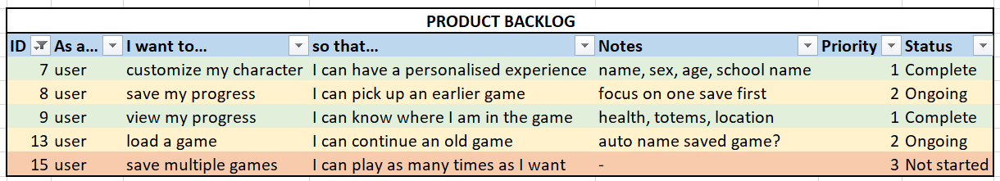 PRODUCT BACKLOG
ID As a... I want to... so that... Notes Priority Status
7 user customize my character I can have a personalised experience name, sex, age, school name 1 Complete
8 user save my progress I can pick up an earlier game focus on one save first 2 Ongoing
9 user view my progress I can know where I am in the game health, totems, location 1 Complete
13 user load a game I can continue an old game auto name saved game? 2 Ongoing
15 user save multiple games I can play as many times as I want - 3 Not started